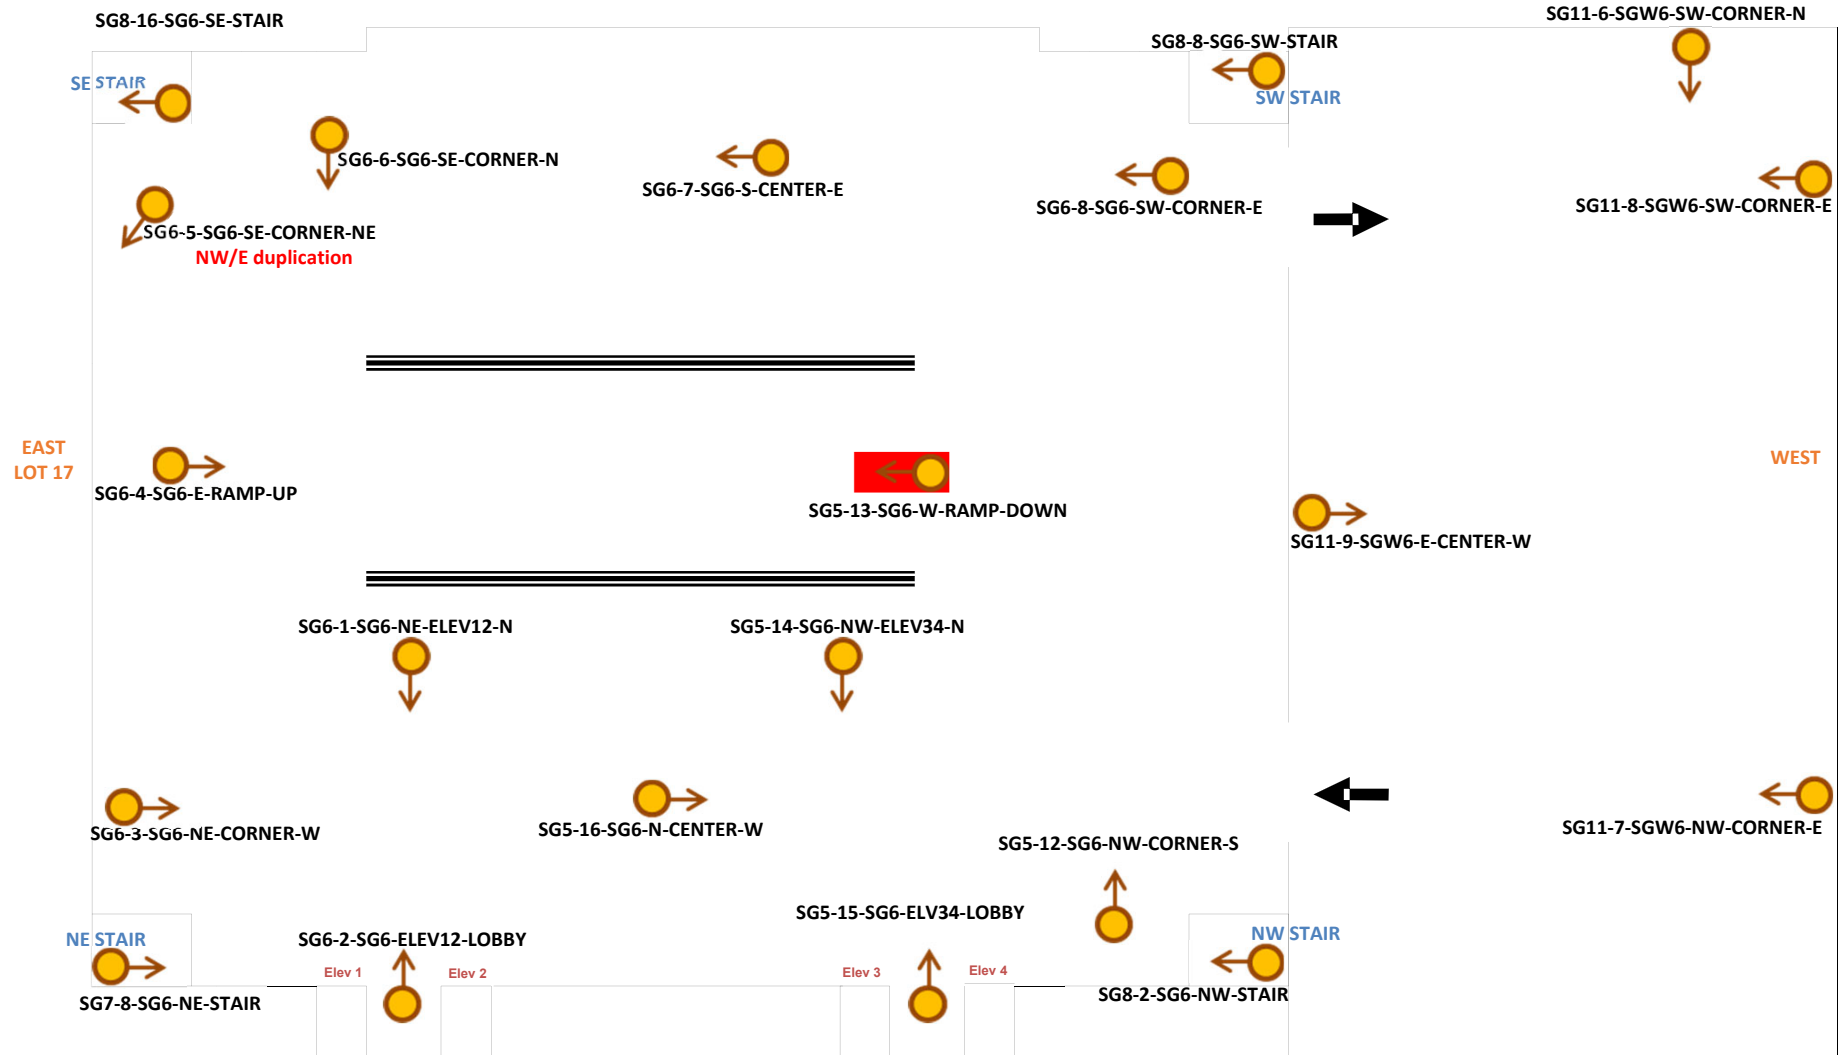 SG8-16-SG6-SE-STAIR
SG11-6-SGW6-SW-CORNER-N
SG8-8-SG6-SW-STAIR
SE STAIR
SW STAIR
SG6-6-SG6-SE-CORNER-N
SG6-7-SG6-S-CENTER-E
SG6-8-SG6-SW-CORNER-E
SG11-8-SGW6-SW-CORNER-E
SG6-5-SG6-SE-CORNER-NE
NW/E duplication
EAST
LOT 17
WEST
SG6-4-SG6-E-RAMP-UP
SG5-13-SG6-W-RAMP-DOWN
SG11-9-SGW6-E-CENTER-W
SG6-1-SG6-NE-ELEV12-N
SG5-14-SG6-NW-ELEV34-N
SG6-3-SG6-NE-CORNER-W
SG5-16-SG6-N-CENTER-W
SG11-7-SGW6-NW-CORNER-E
SG5-12-SG6-NW-CORNER-S
SG5-15-SG6-ELV34-LOBBY
NE STAIR
SG6-2-SG6-ELEV12-LOBBY
NW STAIR
Elev 1
Elev 2
Elev 3
Elev 4
SG7-8-SG6-NE-STAIR
SG8-2-SG6-NW-STAIR